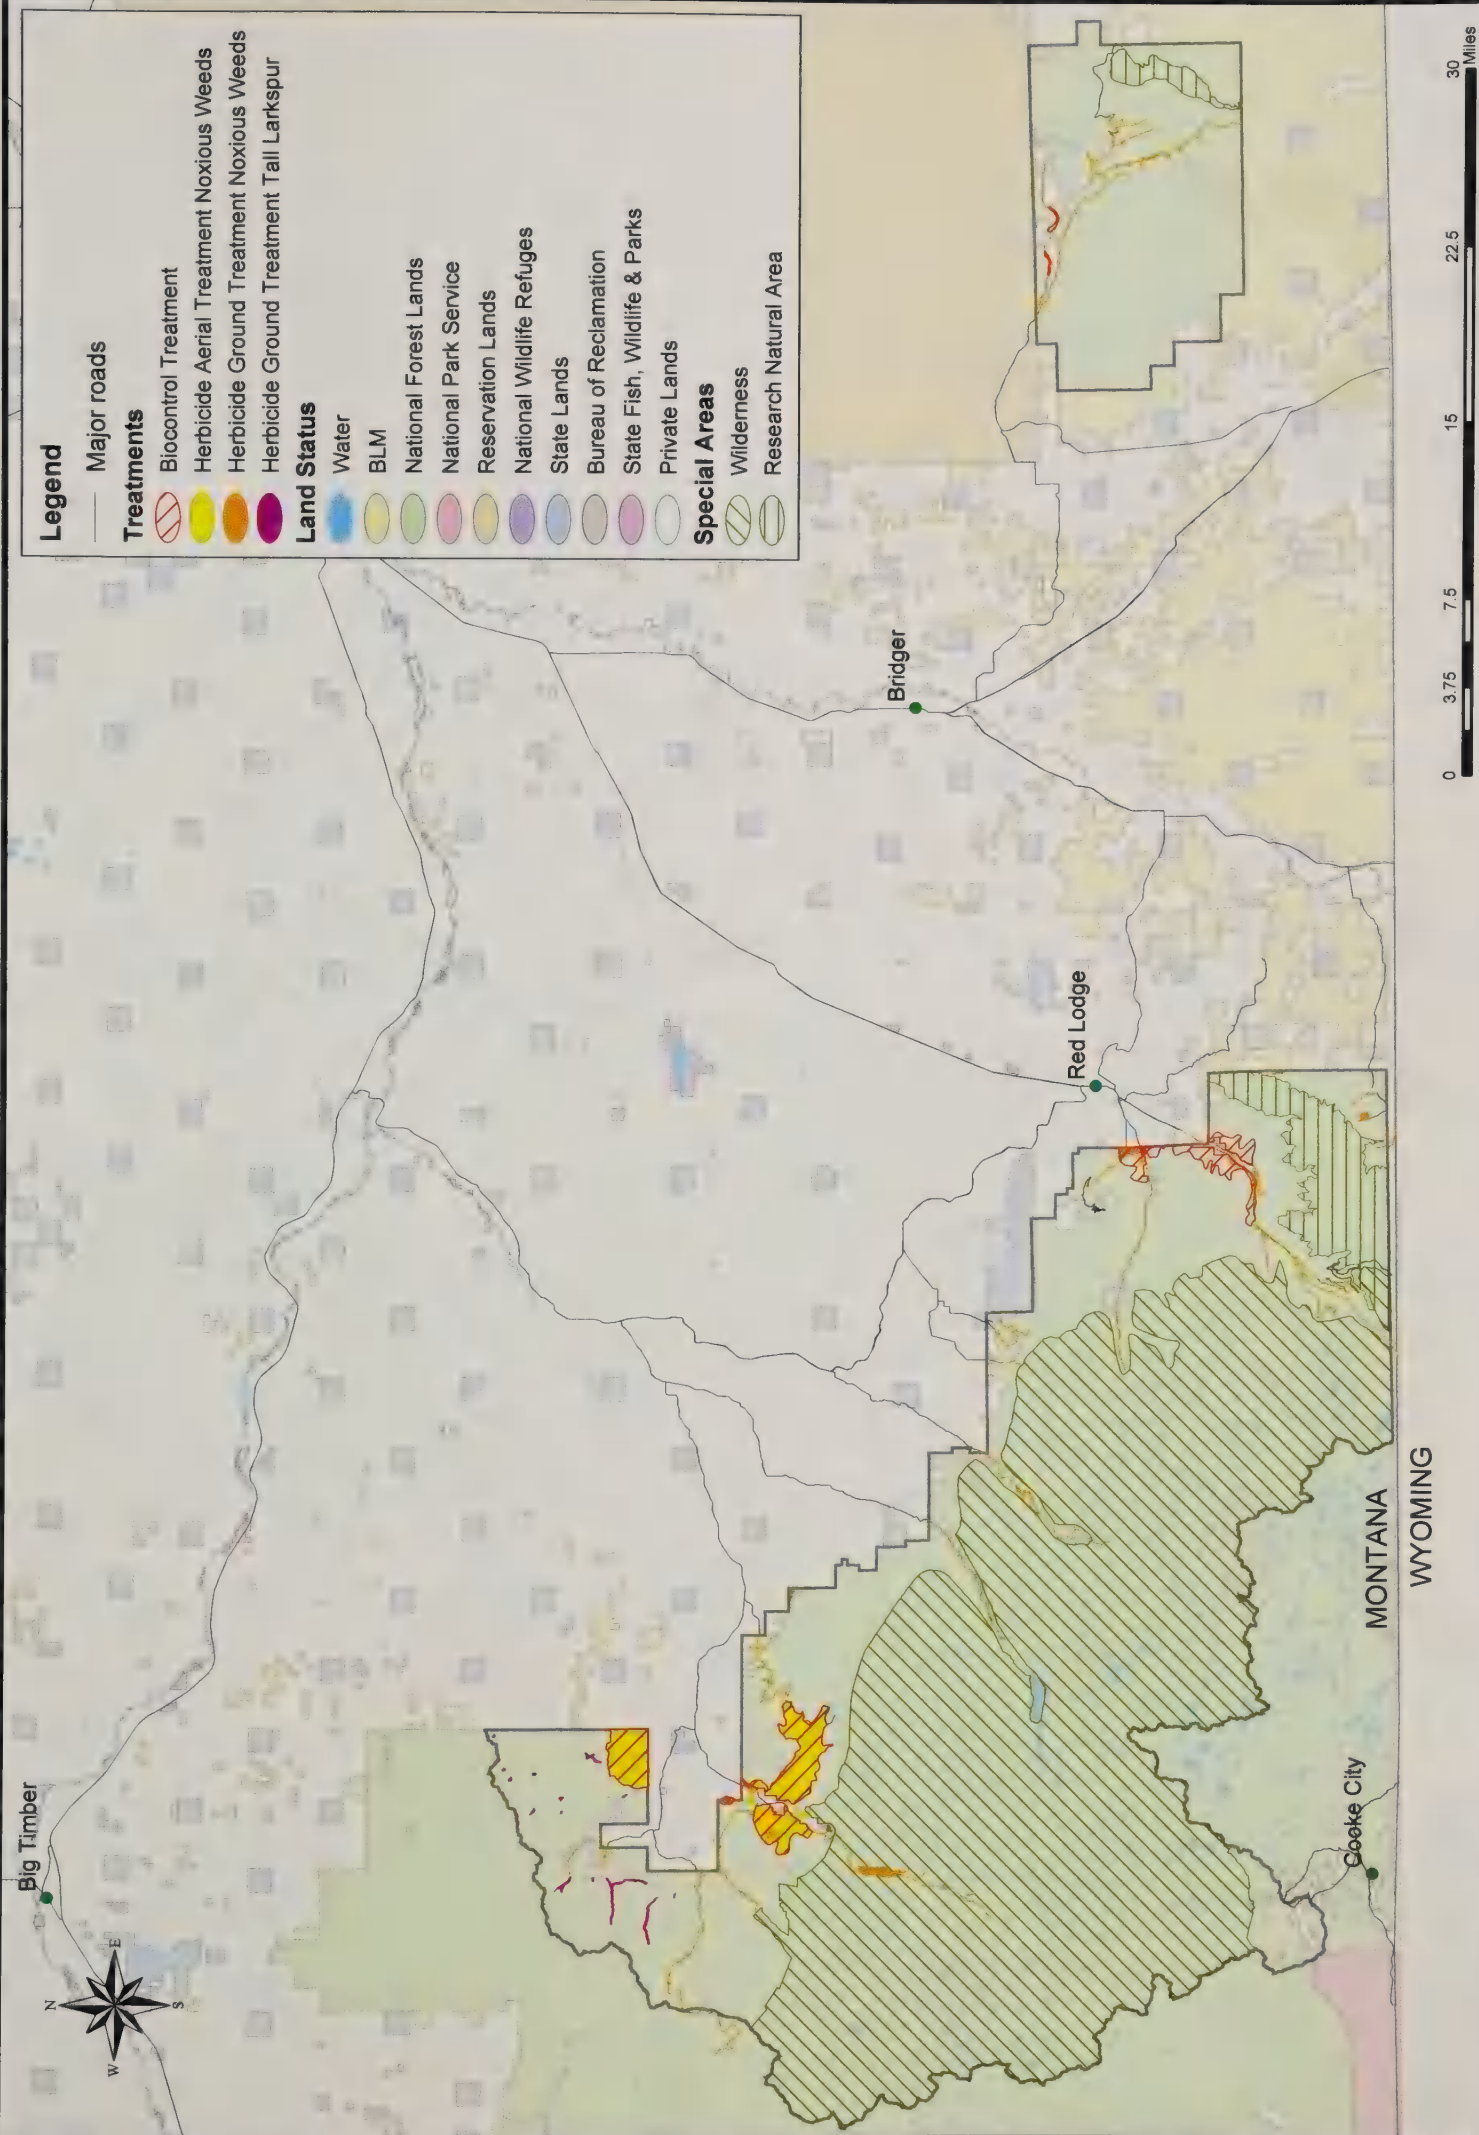 Legend
Major roads
Treatments
Biocontrol Treatment
Herbicide Aerial Treatment Noxious Weeds
Herbicide Ground Treatment Noxious Weeds
Herbicide Ground Treatment Tall Larkspur
Land Status
Water
BLM
National Forest Lands
National Park Service
Reservation Lands
National Wildlife Refuges
State Lands
Bureau of Reclamation
State Fish, Wildlife & Parks
Private Lands
Special Areas
Wilderness
Research Natural Area
Big Timber
N
W
E
S
Bridger
Red Lodge
Cooke City
MONTANA
WYOMING
0 3.75 7.5 15 22.5 30
Miles